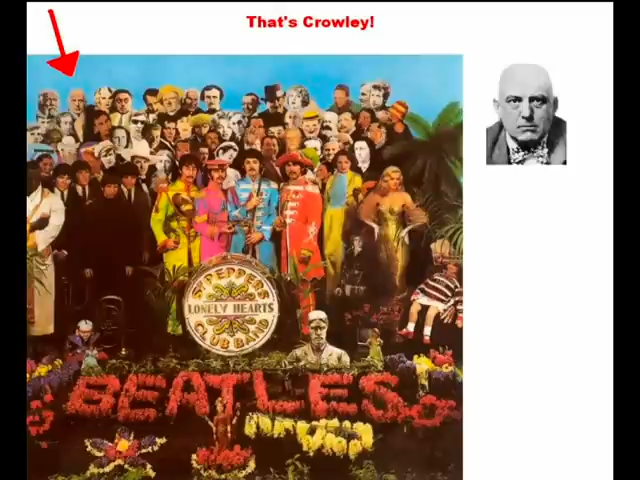 That's Crowley!
SGT. PEPPERS
LONELY HEARTS
CLUB BAND
BEATLES